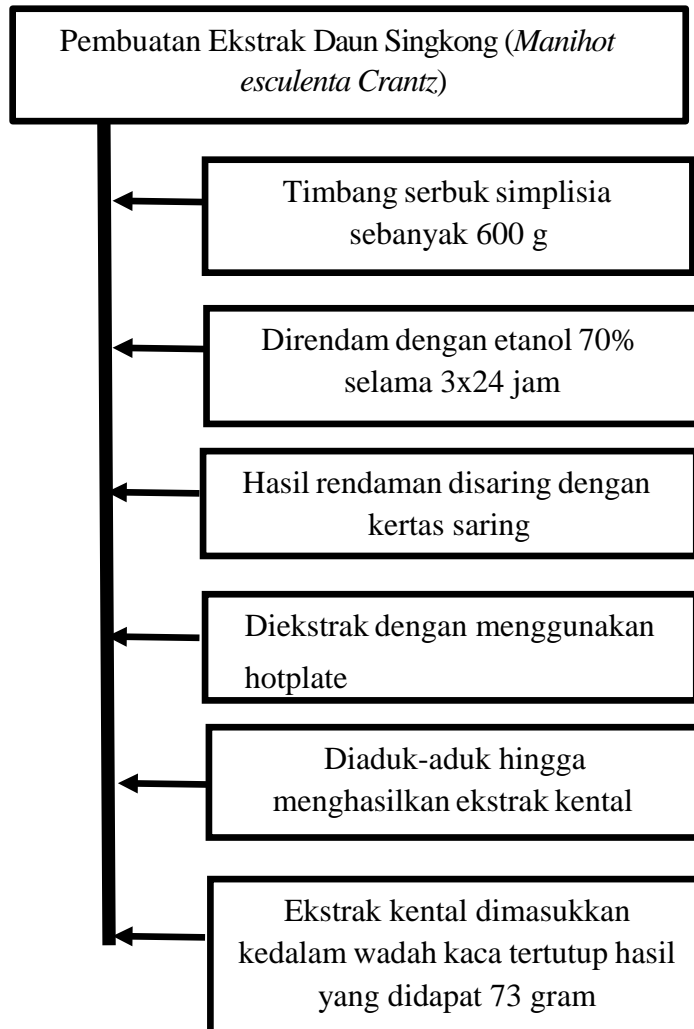 Pembuatan Ekstrak Daun Singkong (Manihot
esculenta Crantz)
Timbang serbuk simplisia
sebanyak 600 g
Direndam dengan etanol 70%
selama 3x24 jam
Hasil rendaman disaring dengan
kertas saring
Diekstrak dengan menggunakan
hotplate
Diaduk-aduk hingga
menghasilkan ekstrak kental
Ekstrak kental dimasukkan
kedalam wadah kaca tertutup hasil
yang didapat 73 gram